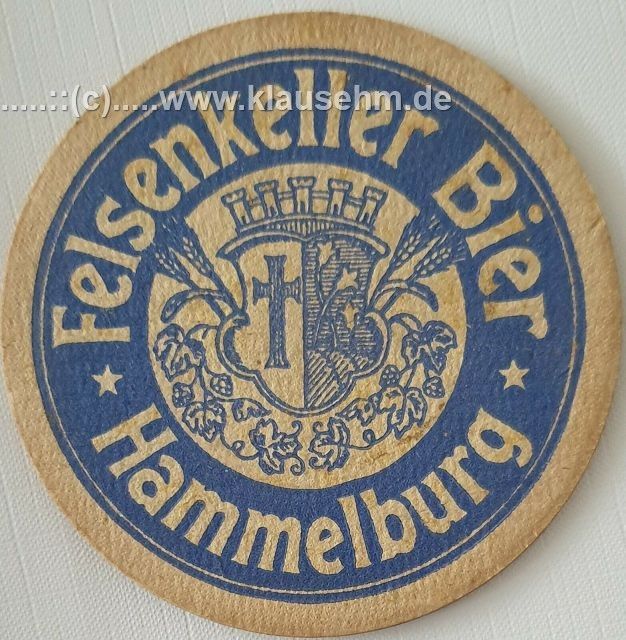 .....::(c).....www.klausehm.de
Felsenkeller Bier
Hammelburg